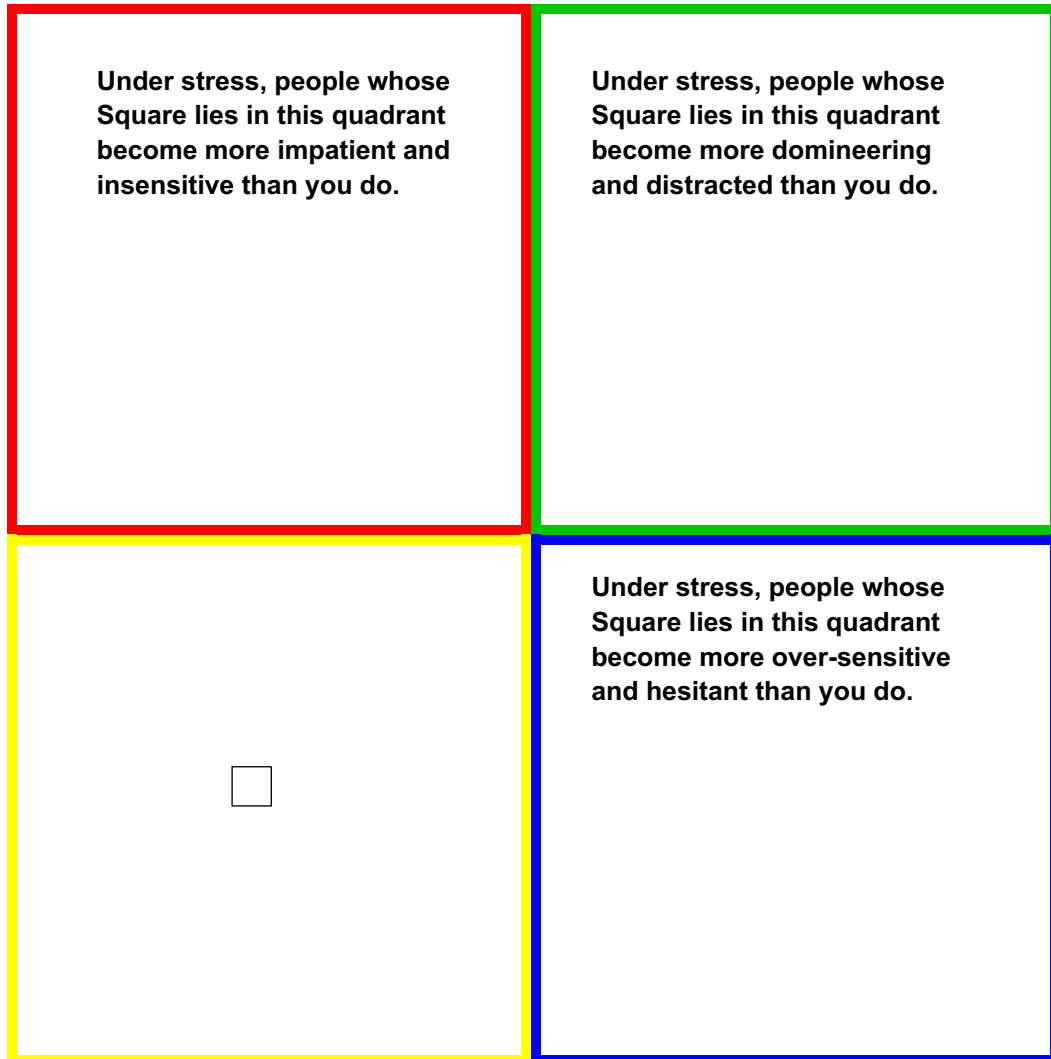 Under stress, people whose
Square lies in this quadrant
become more impatient and
insensitive than you do.
Under stress, people whose
Square lies in this quadrant
become more domineering
and distracted than you do.
Under stress, people whose
Square lies in this quadrant
become more over-sensitive
and hesitant than you do.